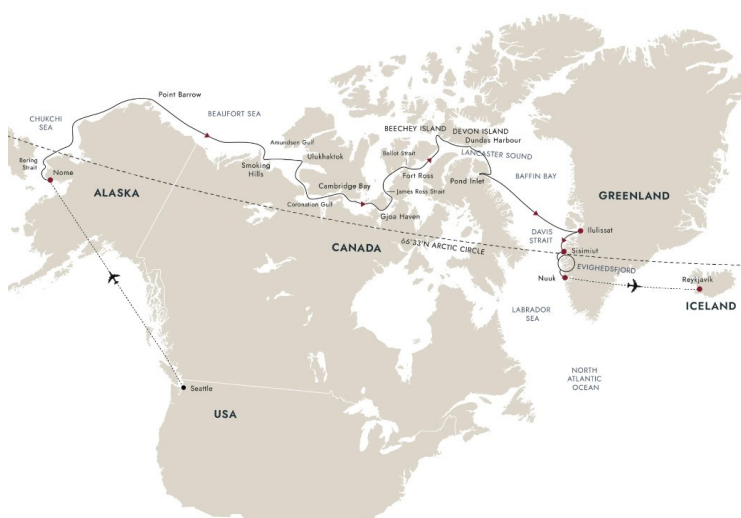 Point Barrow
CHUKCHI
SEA
BEAUFORT SEA
BEECHEY ISLAND
DEVON ISLAND
Dundas Harbour
Amundsen Gulf
Ulukhaktok
Bering
Strait
Nome
Smoking
Hills
Ballot Strait
LANCASTER SOUND
Fort Ross
Pond Inlet
BAFFIN BAY
ALASKA
Cambridge Bay
James Ross Strait
GREENLAND
Coronation Gulf
Gjoa Haven
CANADA
66°33'N ARCTIC CIRCLE
DAVIS
STRAIT
Ilulissat
Sisimiut
EVIGHEDSFJORD
Nuuk
Reykjavik
ICELAND
LABRADOR
SEA
NORTH
ATLANTIC
OCEAN
Seattle
USA